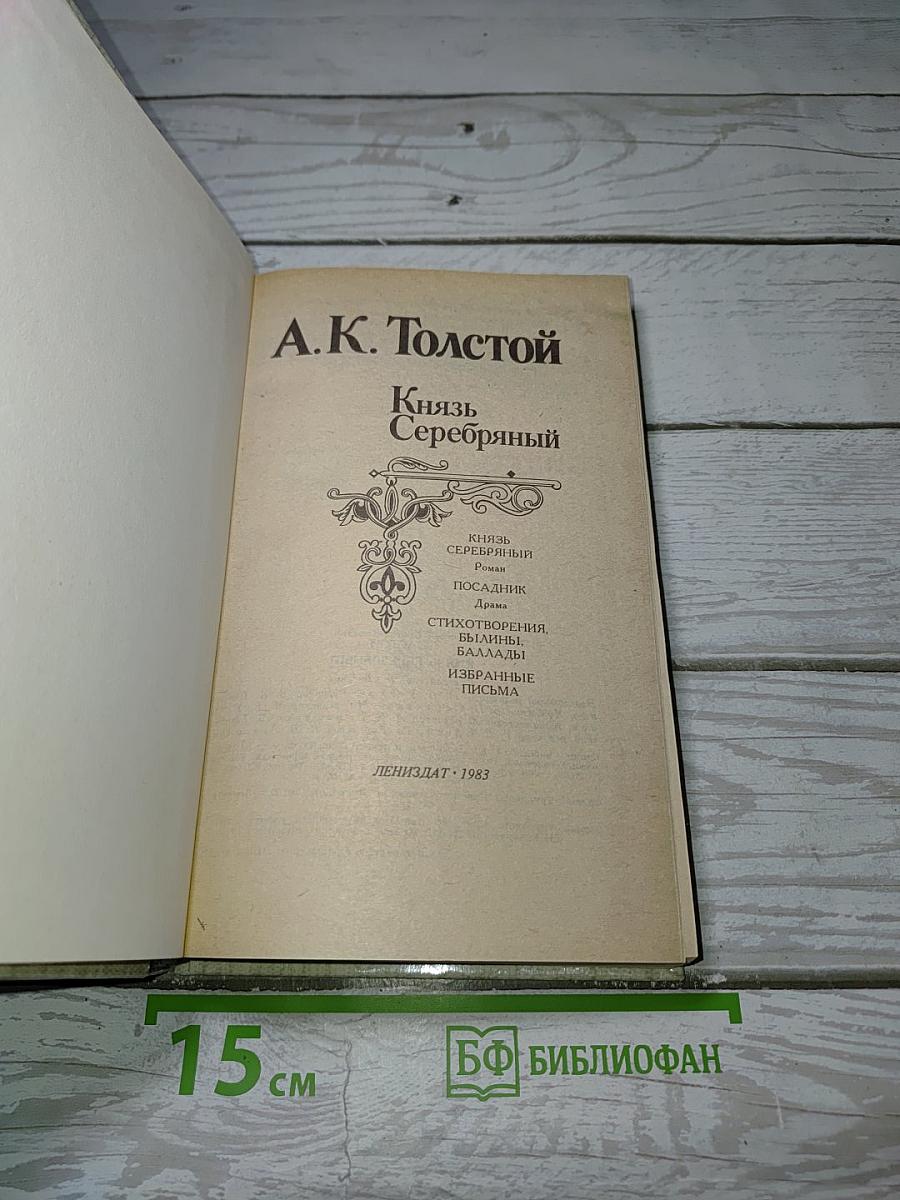 А. К. Толстой
Князь
Серебряный
КНЯЗЬ
СЕРЕБРЯНЫЙ
Роман
ПОСАДНИК
Драма
СТИХОТВОРЕНИЯ,
БЫЛИНЫ,
БАЛЛАДЫ
ИЗБРАННЫЕ
ПИСЬМА
ЛЕНИЗДАТ • 1983
15 см
БФ БИБЛИОФАН